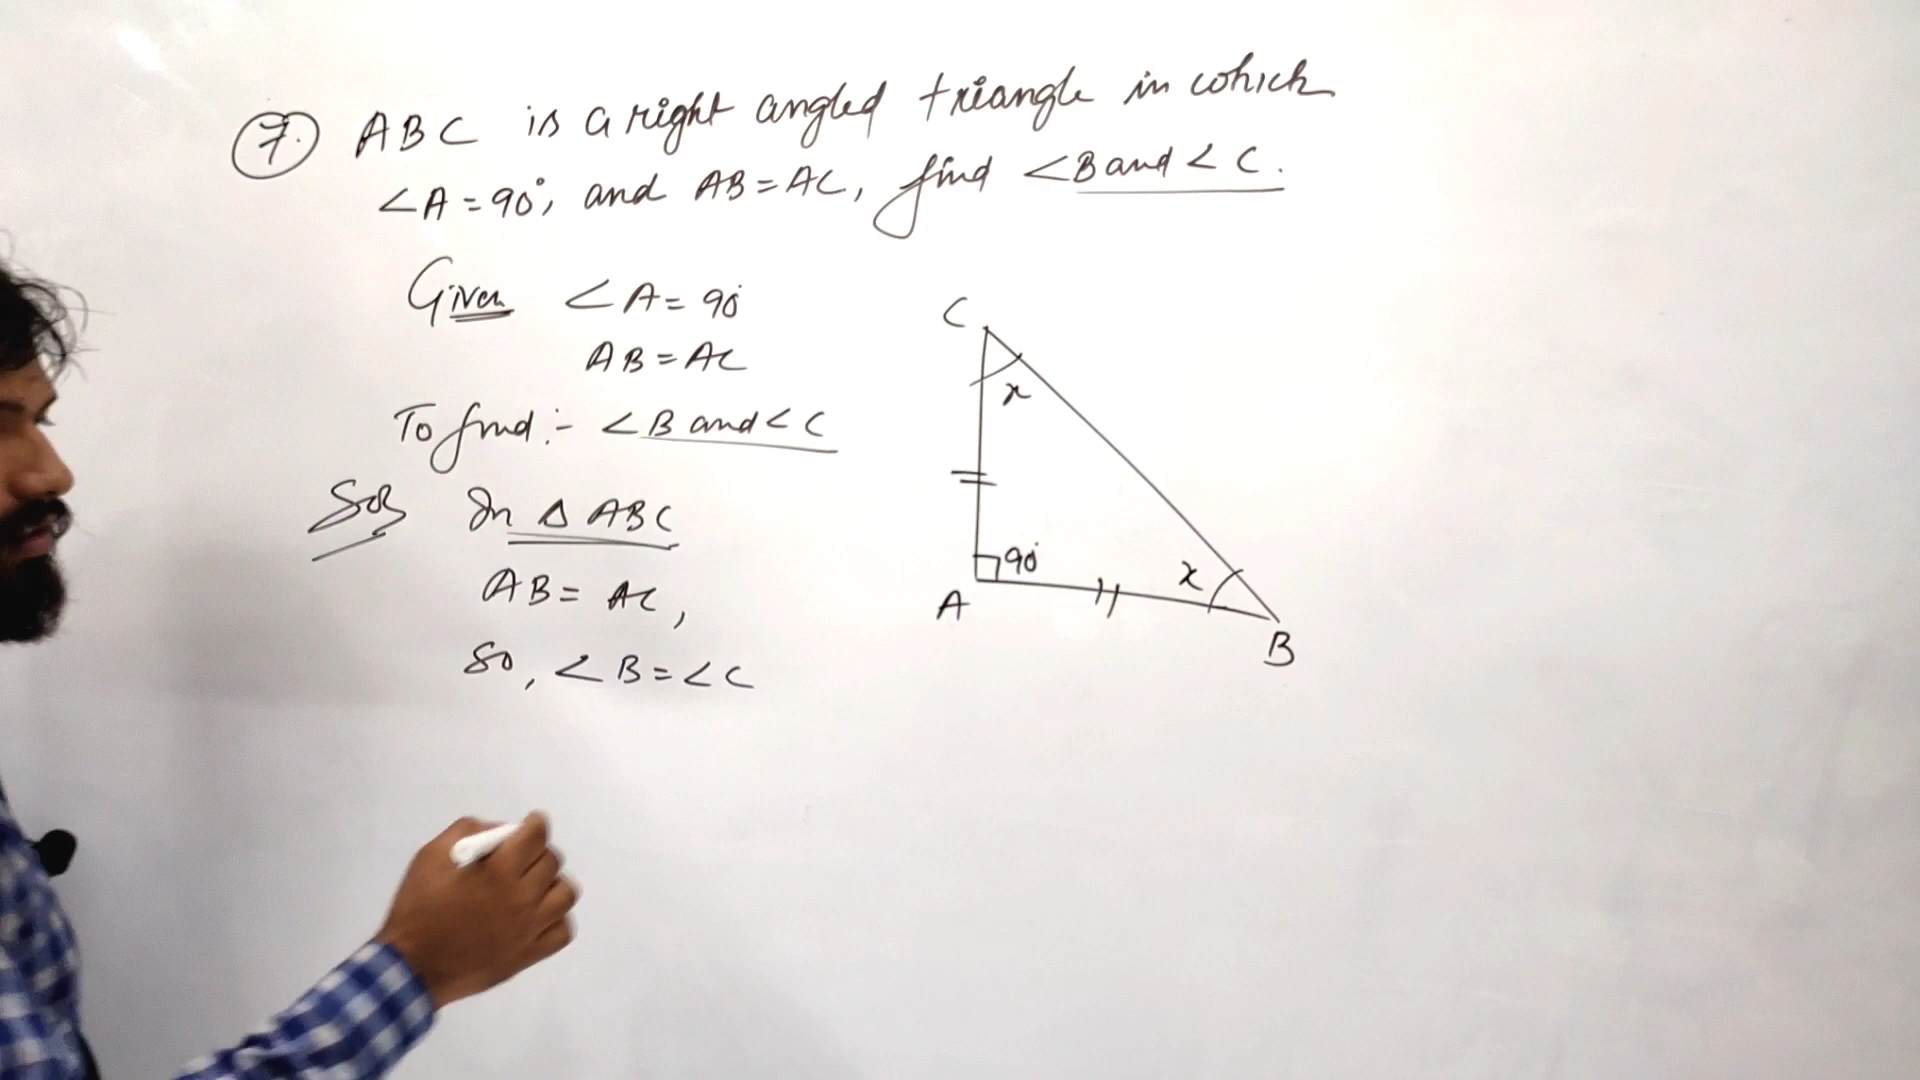 7. ABC is a right angled triangle in which
∠A = 90°, and AB = AC, find ∠B and ∠C.
Given ∠A = 90°
AB = AC
To find :- ∠B and ∠C
Sol In △ ABC
AB = AC,
So, ∠B = ∠C
C
x
90°
x
A
B